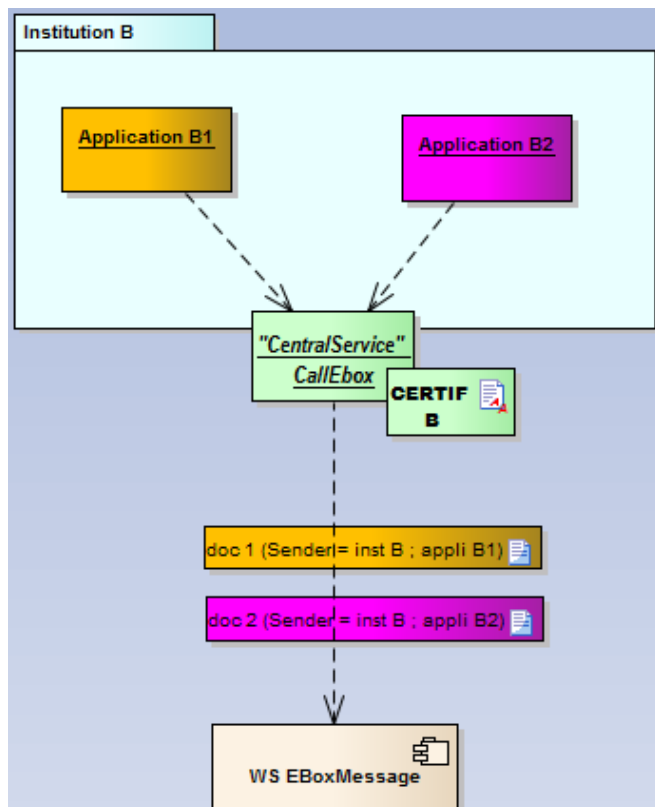 Institution B
Application B1
Application B2
"CentralService"
CallEbox
CERTIF
B
doc 1 (Sender = inst B ; appli B1)
doc 2 (Sender = inst B ; appli B2)
WS EBoxMessage